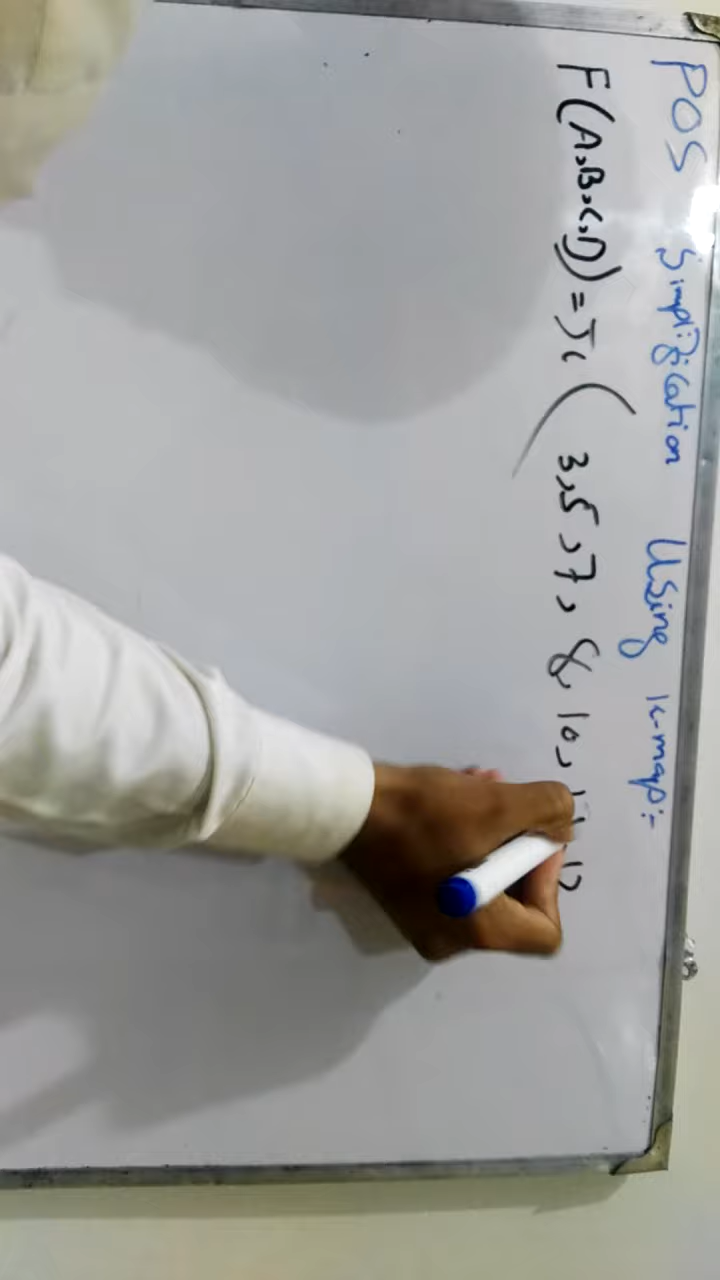 POS Simplification Using K-map:-
F(A,B,C,D) = π ( 3,5,7,8,10,